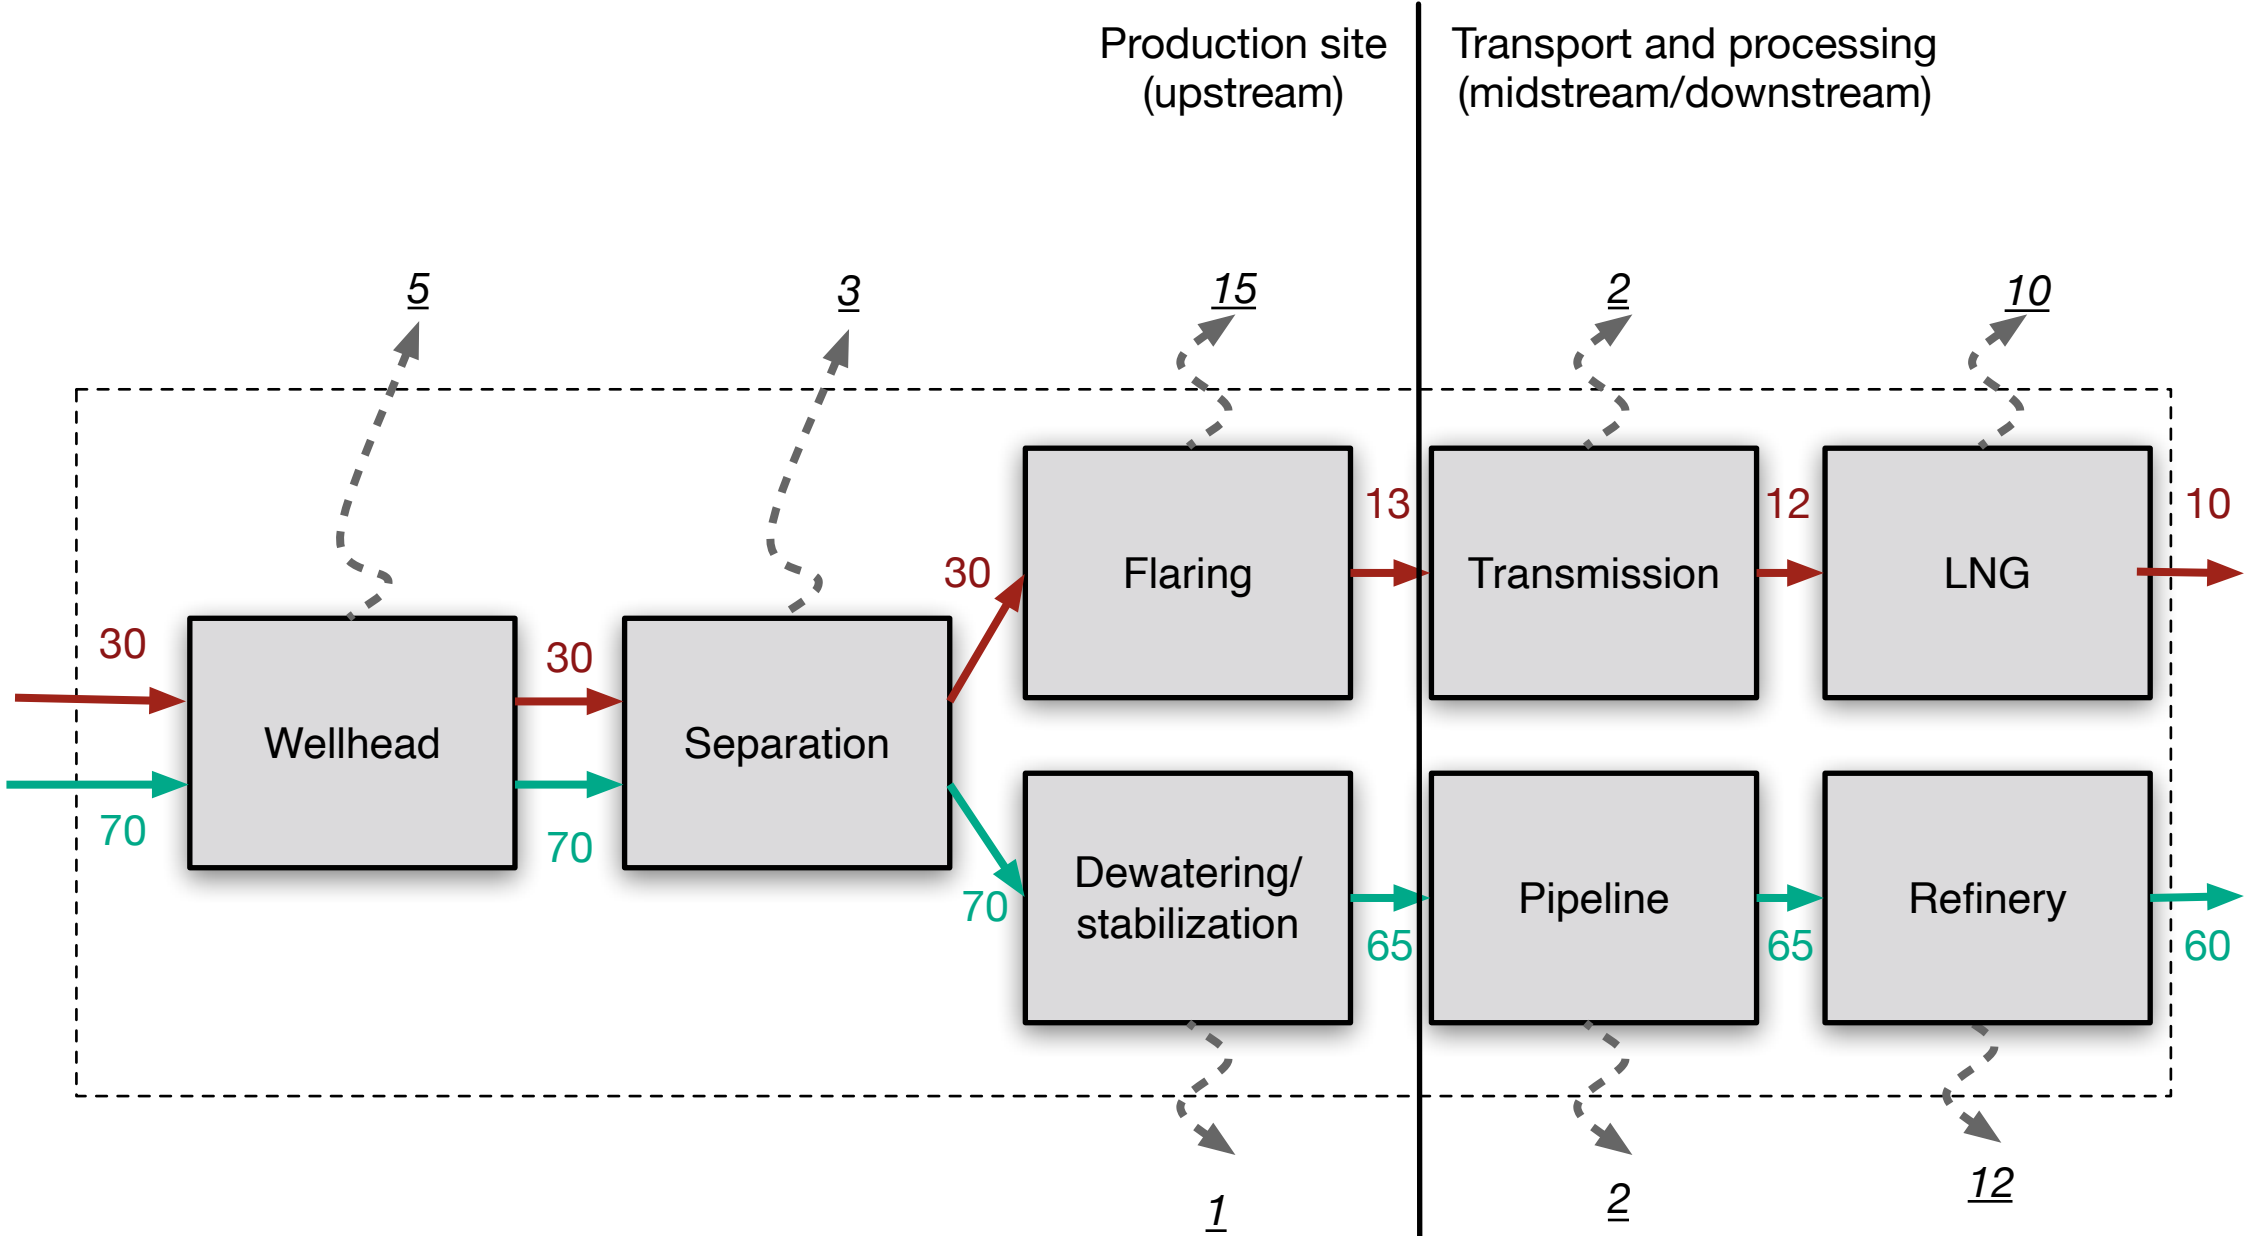 Production site
(upstream)
Transport and processing
(midstream/downstream)
5
3
15
2
10
30
30
30
13
12
10
Flaring
Transmission
LNG
Wellhead
Separation
70
70
70
Dewatering/
stabilization
Pipeline
Refinery
65
65
60
1
2
12